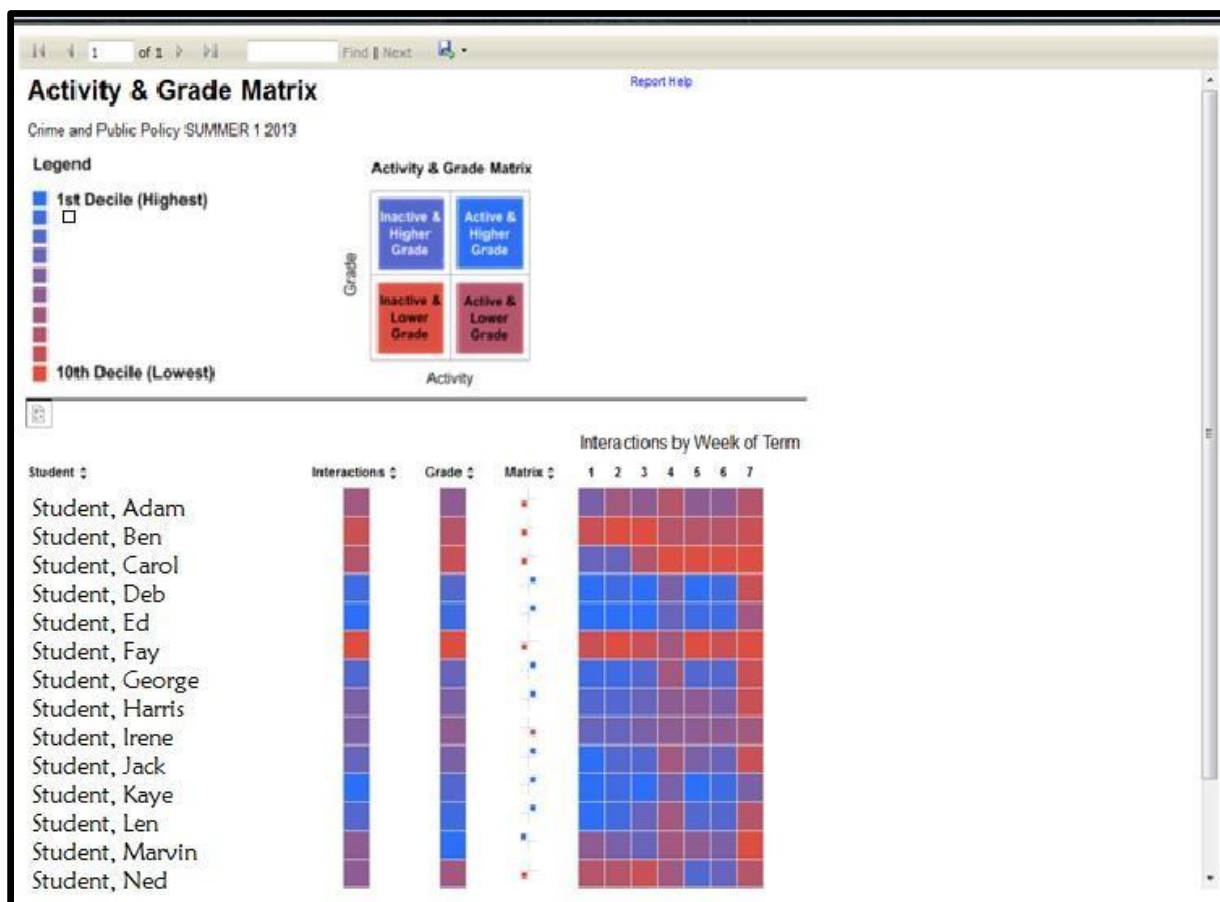 1 of 1 Find | Next
Activity & Grade Matrix
Report Help
Crime and Public Policy SUMMER 1 2013
Legend
1st Decile (Highest)
10th Decile (Lowest)
Activity & Grade Matrix
Grade
Inactive &
Higher
Grade
Active &
Higher
Grade
Inactive &
Lower
Grade
Active &
Lower
Grade
Activity
Interactions by Week of Term
Student Interactions Grade Matrix 1 2 3 4 5 6 7
Student, Adam
Student, Ben
Student, Carol
Student, Deb
Student, Ed
Student, Fay
Student, George
Student, Harris
Student, Irene
Student, Jack
Student, Kaye
Student, Len
Student, Marvin
Student, Ned